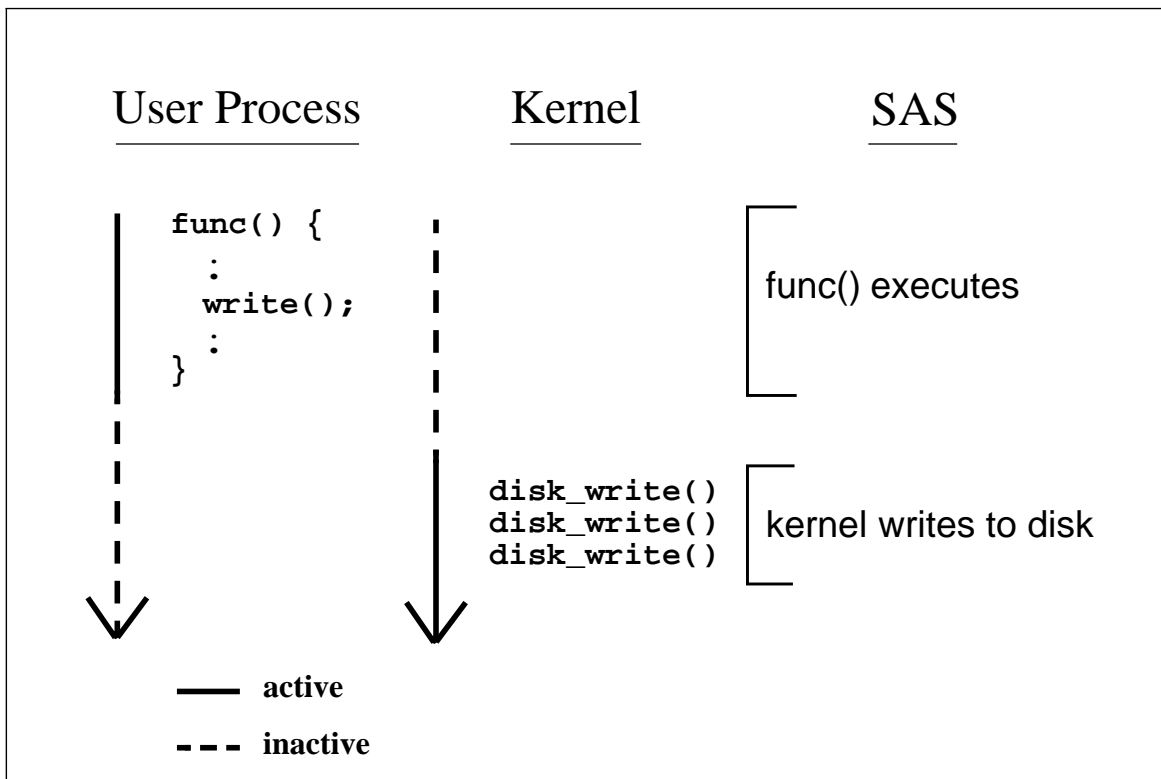 User Process
Kernel
SAS
func() {
:
write();
:
}
func() executes
disk_write()
disk_write()
disk_write()
kernel writes to disk
active
inactive